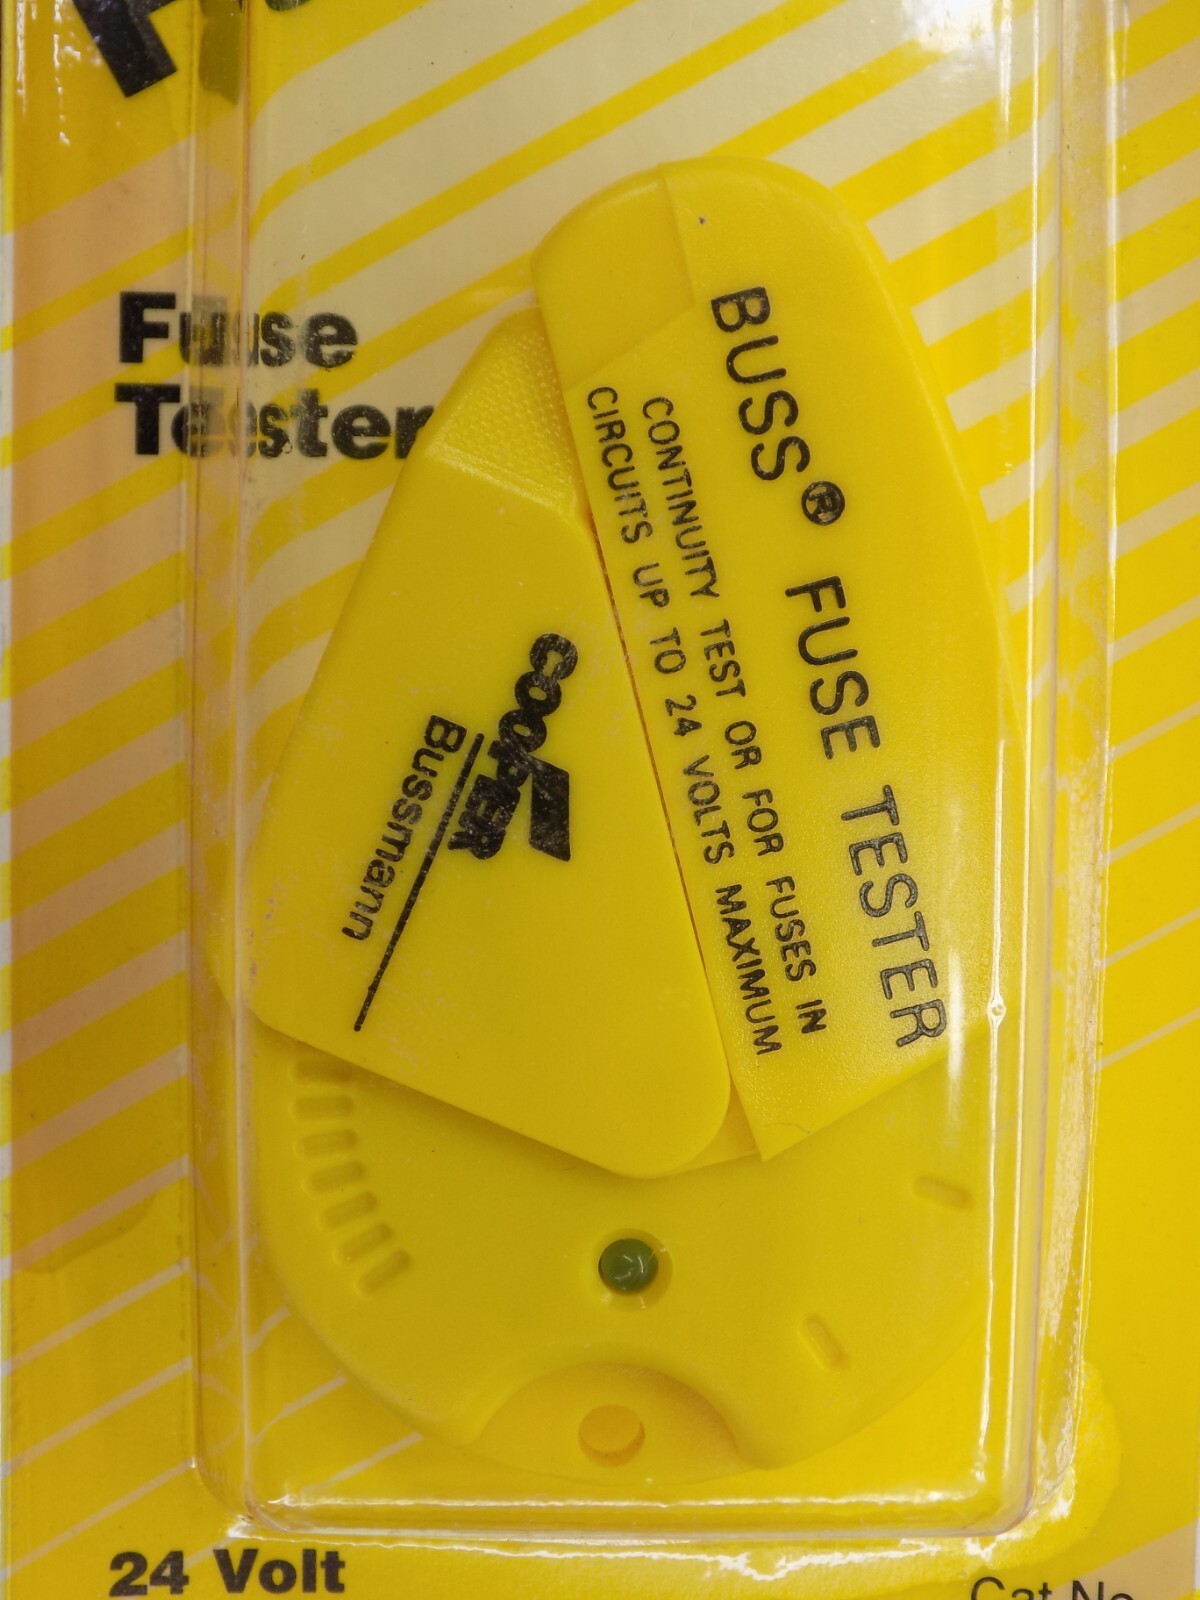 Fuse
Tester
BUSS® FUSE TESTER
CONTINUITY TEST OR FOR FUSES IN
CIRCUITS UP TO 24 VOLTS MAXIMUM
COOPER
Bussmann
24 Volt
Cat No